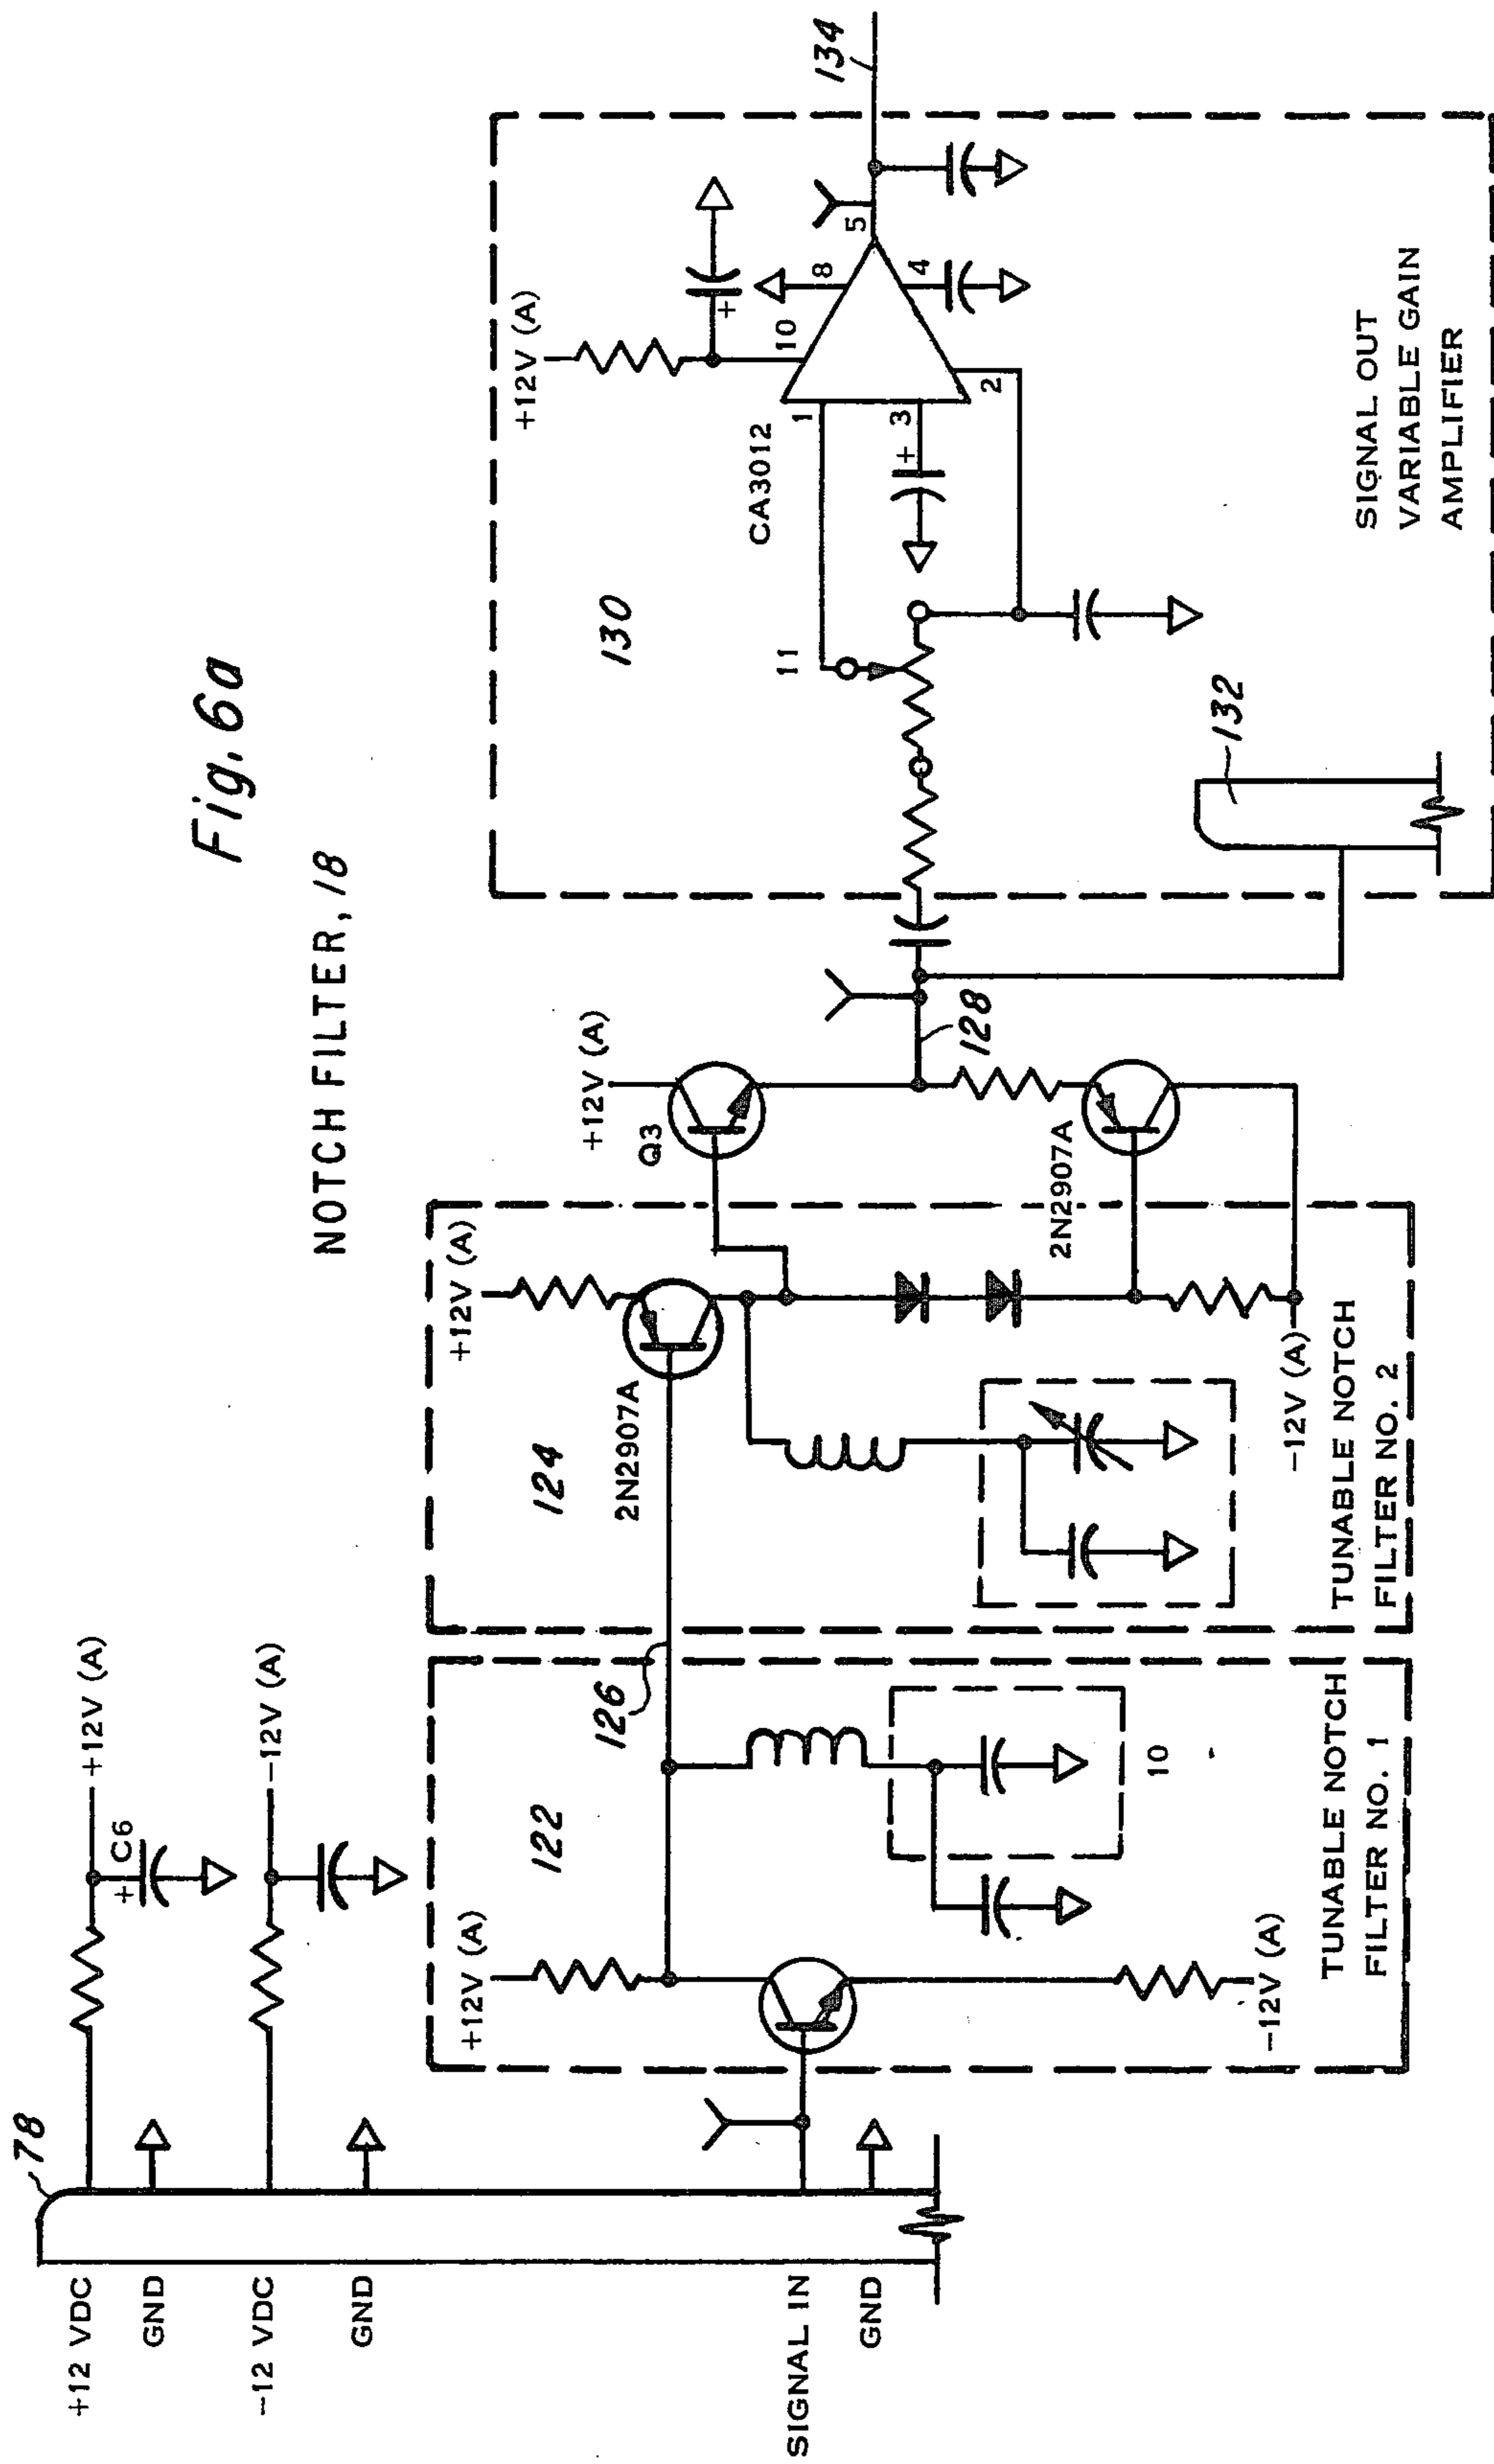 Fig. 6a
NOTCH FILTER, 18
78
+12 VDC
GND
-12 VDC
GND
SIGNAL IN
GND
+12V (A)
+ C6
-12V (A)
+12V (A)
122
126
10
-12V (A)
TUNABLE NOTCH
FILTER NO. 1
+12V (A)
124
2N2907A
-12V (A)
TUNABLE NOTCH
FILTER NO. 2
+12V (A)
Q3
2N2907A
128
130
11
CA3012
+12V (A)
+
10
8
1
3
+
2
4
5
134
132
SIGNAL OUT
VARIABLE GAIN
AMPLIFIER